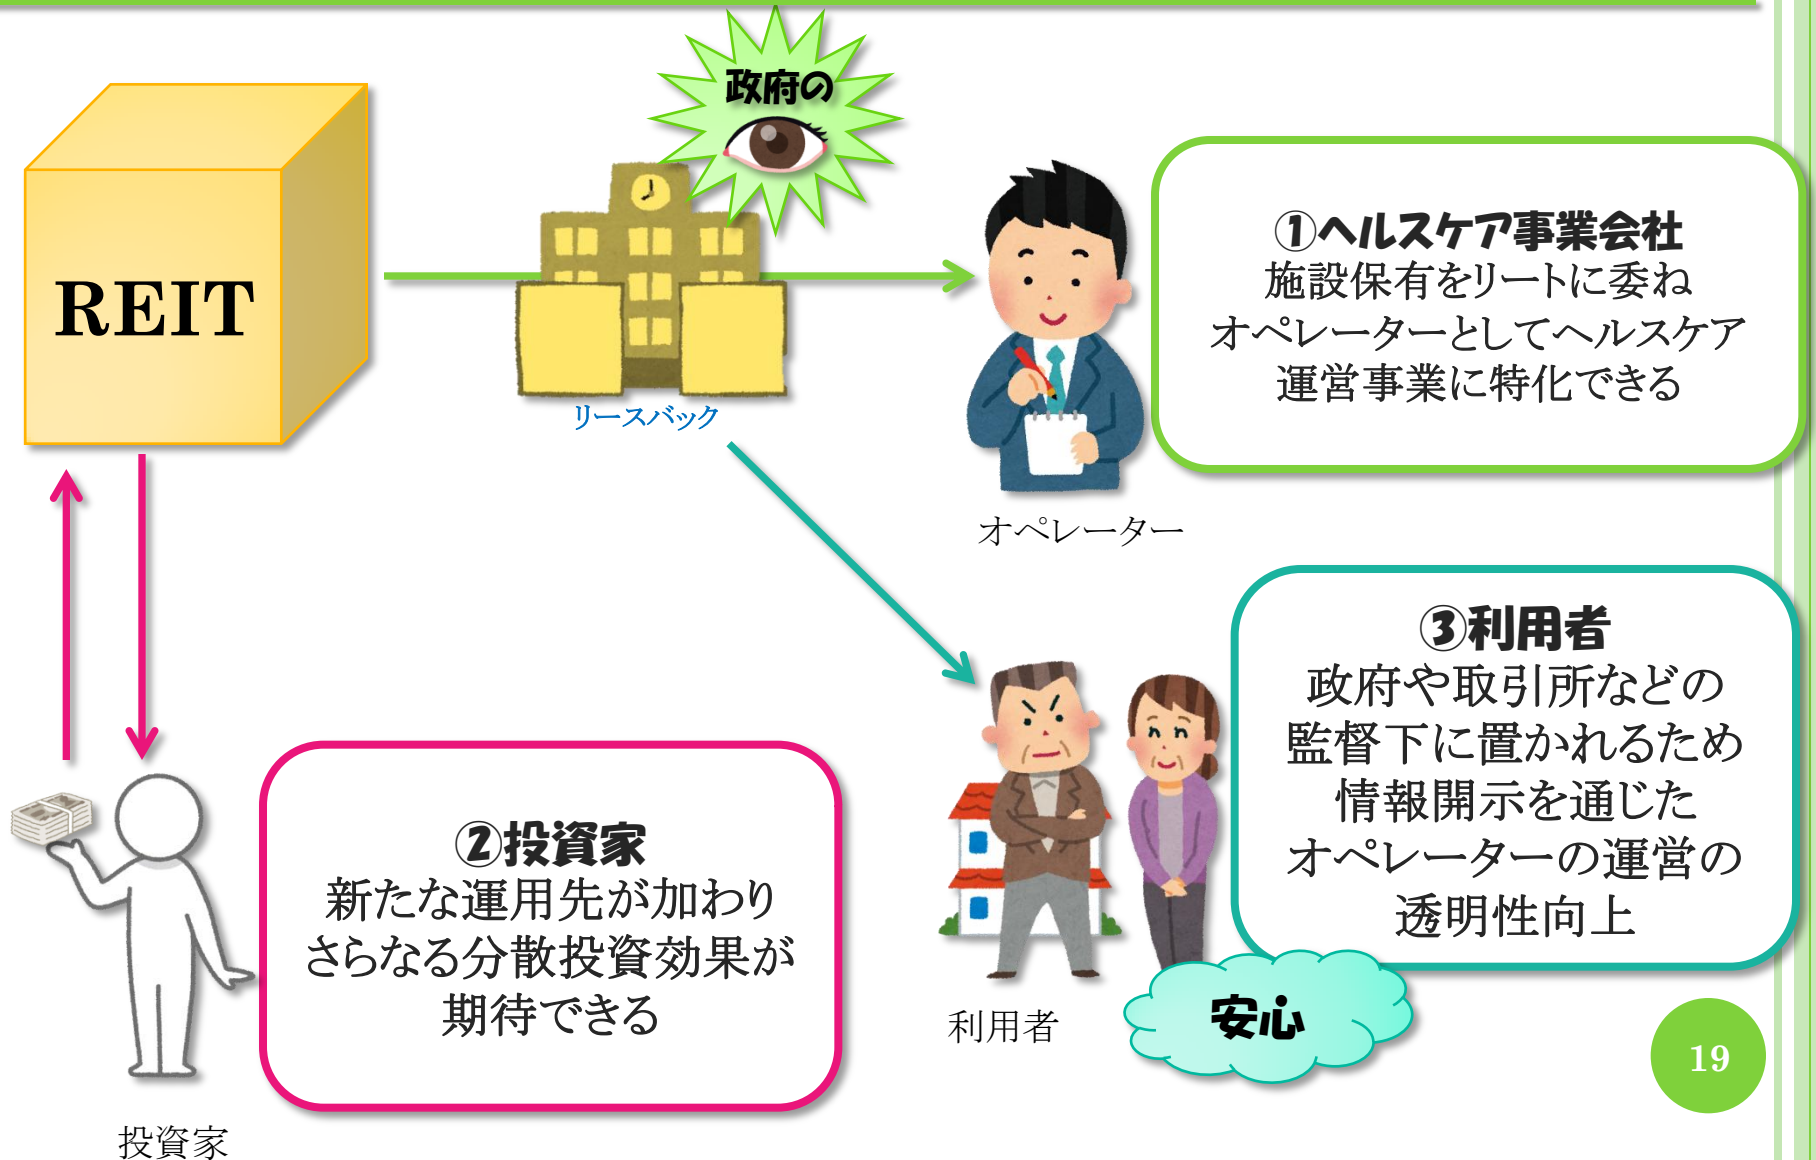 政府の
REIT
リースバック
①ヘルスケア事業会社
施設保有をリートに委ね
オペレーターとしてヘルスケア
運営事業に特化できる
オペレーター
②投資家
新たな運用先が加わり
さらなる分散投資効果が
期待できる
投資家
③利用者
政府や取引所などの
監督下に置かれるため
情報開示を通じた
オペレーターの運営の
透明性向上
利用者
安心
19